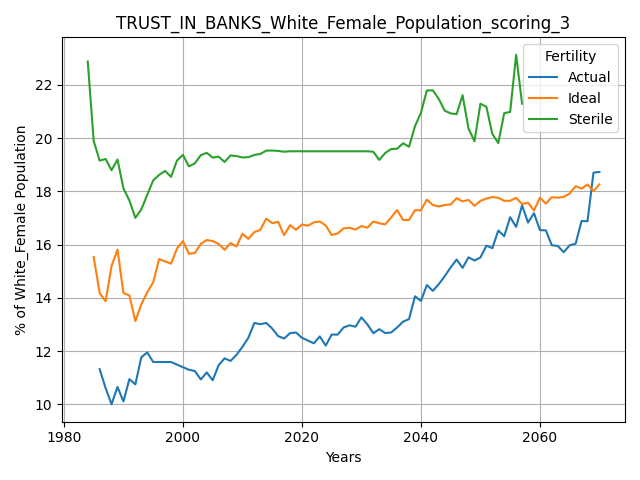 TRUST_IN_BANKS_White_Female_Population_scoring_3
% of White_Female Population
22
20
18
16
14
12
10
1980
2000
2020
2040
2060
Years
Fertility
Actual
Ideal
Sterile